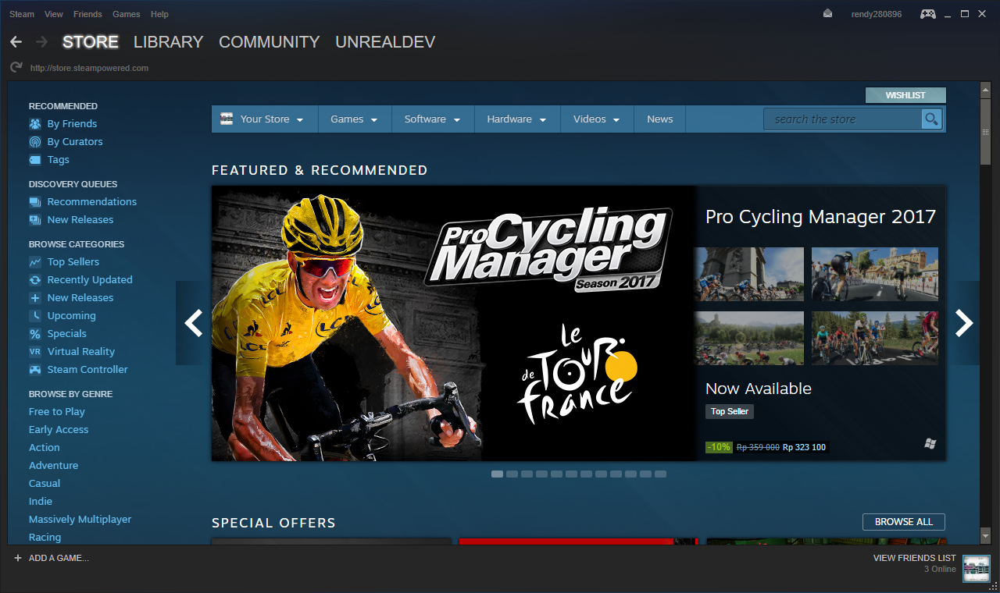 Steam View Friends Games Help
rendy280896
STORE LIBRARY COMMUNITY UNREALDEV
http://store.steampowered.com
WISHLIST
RECOMMENDED
By Friends
By Curators
Tags
DISCOVERY QUEUES
Recommendations
New Releases
BROWSE CATEGORIES
Top Sellers
Recently Updated
New Releases
Upcoming
Specials
VR Virtual Reality
Steam Controller
BROWSE BY GENRE
Free to Play
Early Access
Action
Adventure
Casual
Indie
Massively Multiplayer
Racing
Your Store Games Software Hardware Videos News
search the store
FEATURED & RECOMMENDED
Pro Cycling
Manager
Season 2017
Le
Tour
de
france
LCL
LCL
LCL
Pro Cycling Manager 2017
Now Available
Top Seller
-10% Rp 359 000 Rp 323 100
SPECIAL OFFERS
BROWSE ALL
+ ADD A GAME...
VIEW FRIENDS LIST
3 Online